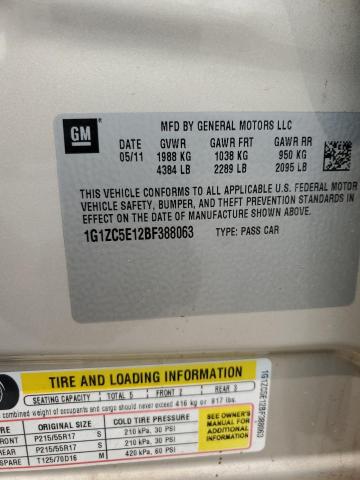 GM
MFD BY GENERAL MOTORS LLC
DATE GVWR GAWR FRT GAWR RR
05/11 1988 KG 1038 KG 950 KG
4384 LB 2289 LB 2095 LB
THIS VEHICLE CONFORMS TO ALL APPLICABLE U.S. FEDERAL MOTOR
VEHICLE SAFETY, BUMPER, AND THEFT PREVENTION STANDARDS IN
EFFECT ON THE DATE OF MANUFACTURE SHOWN ABOVE.
1G1ZC5E12BF388063 TYPE: PASS CAR
TIRE AND LOADING INFORMATION
SEATING CAPACITY TOTAL 5 FRONT 2 REAR 3
combined weight of occupants and cargo should never exceed 416 kg or 917 lbs.
ORIGINAL SIZE COLD TIRE PRESSURE
FRONT P215/55R17 S 210 kPa, 30 PSI
REAR P215/55R17 S 210 kPa, 30 PSI
SPARE T125/70D16 M 420 kPa, 60 PSI
SEE OWNER'S
MANUAL FOR
ADDITIONAL
INFORMATION
1G1ZC5E12BF388063